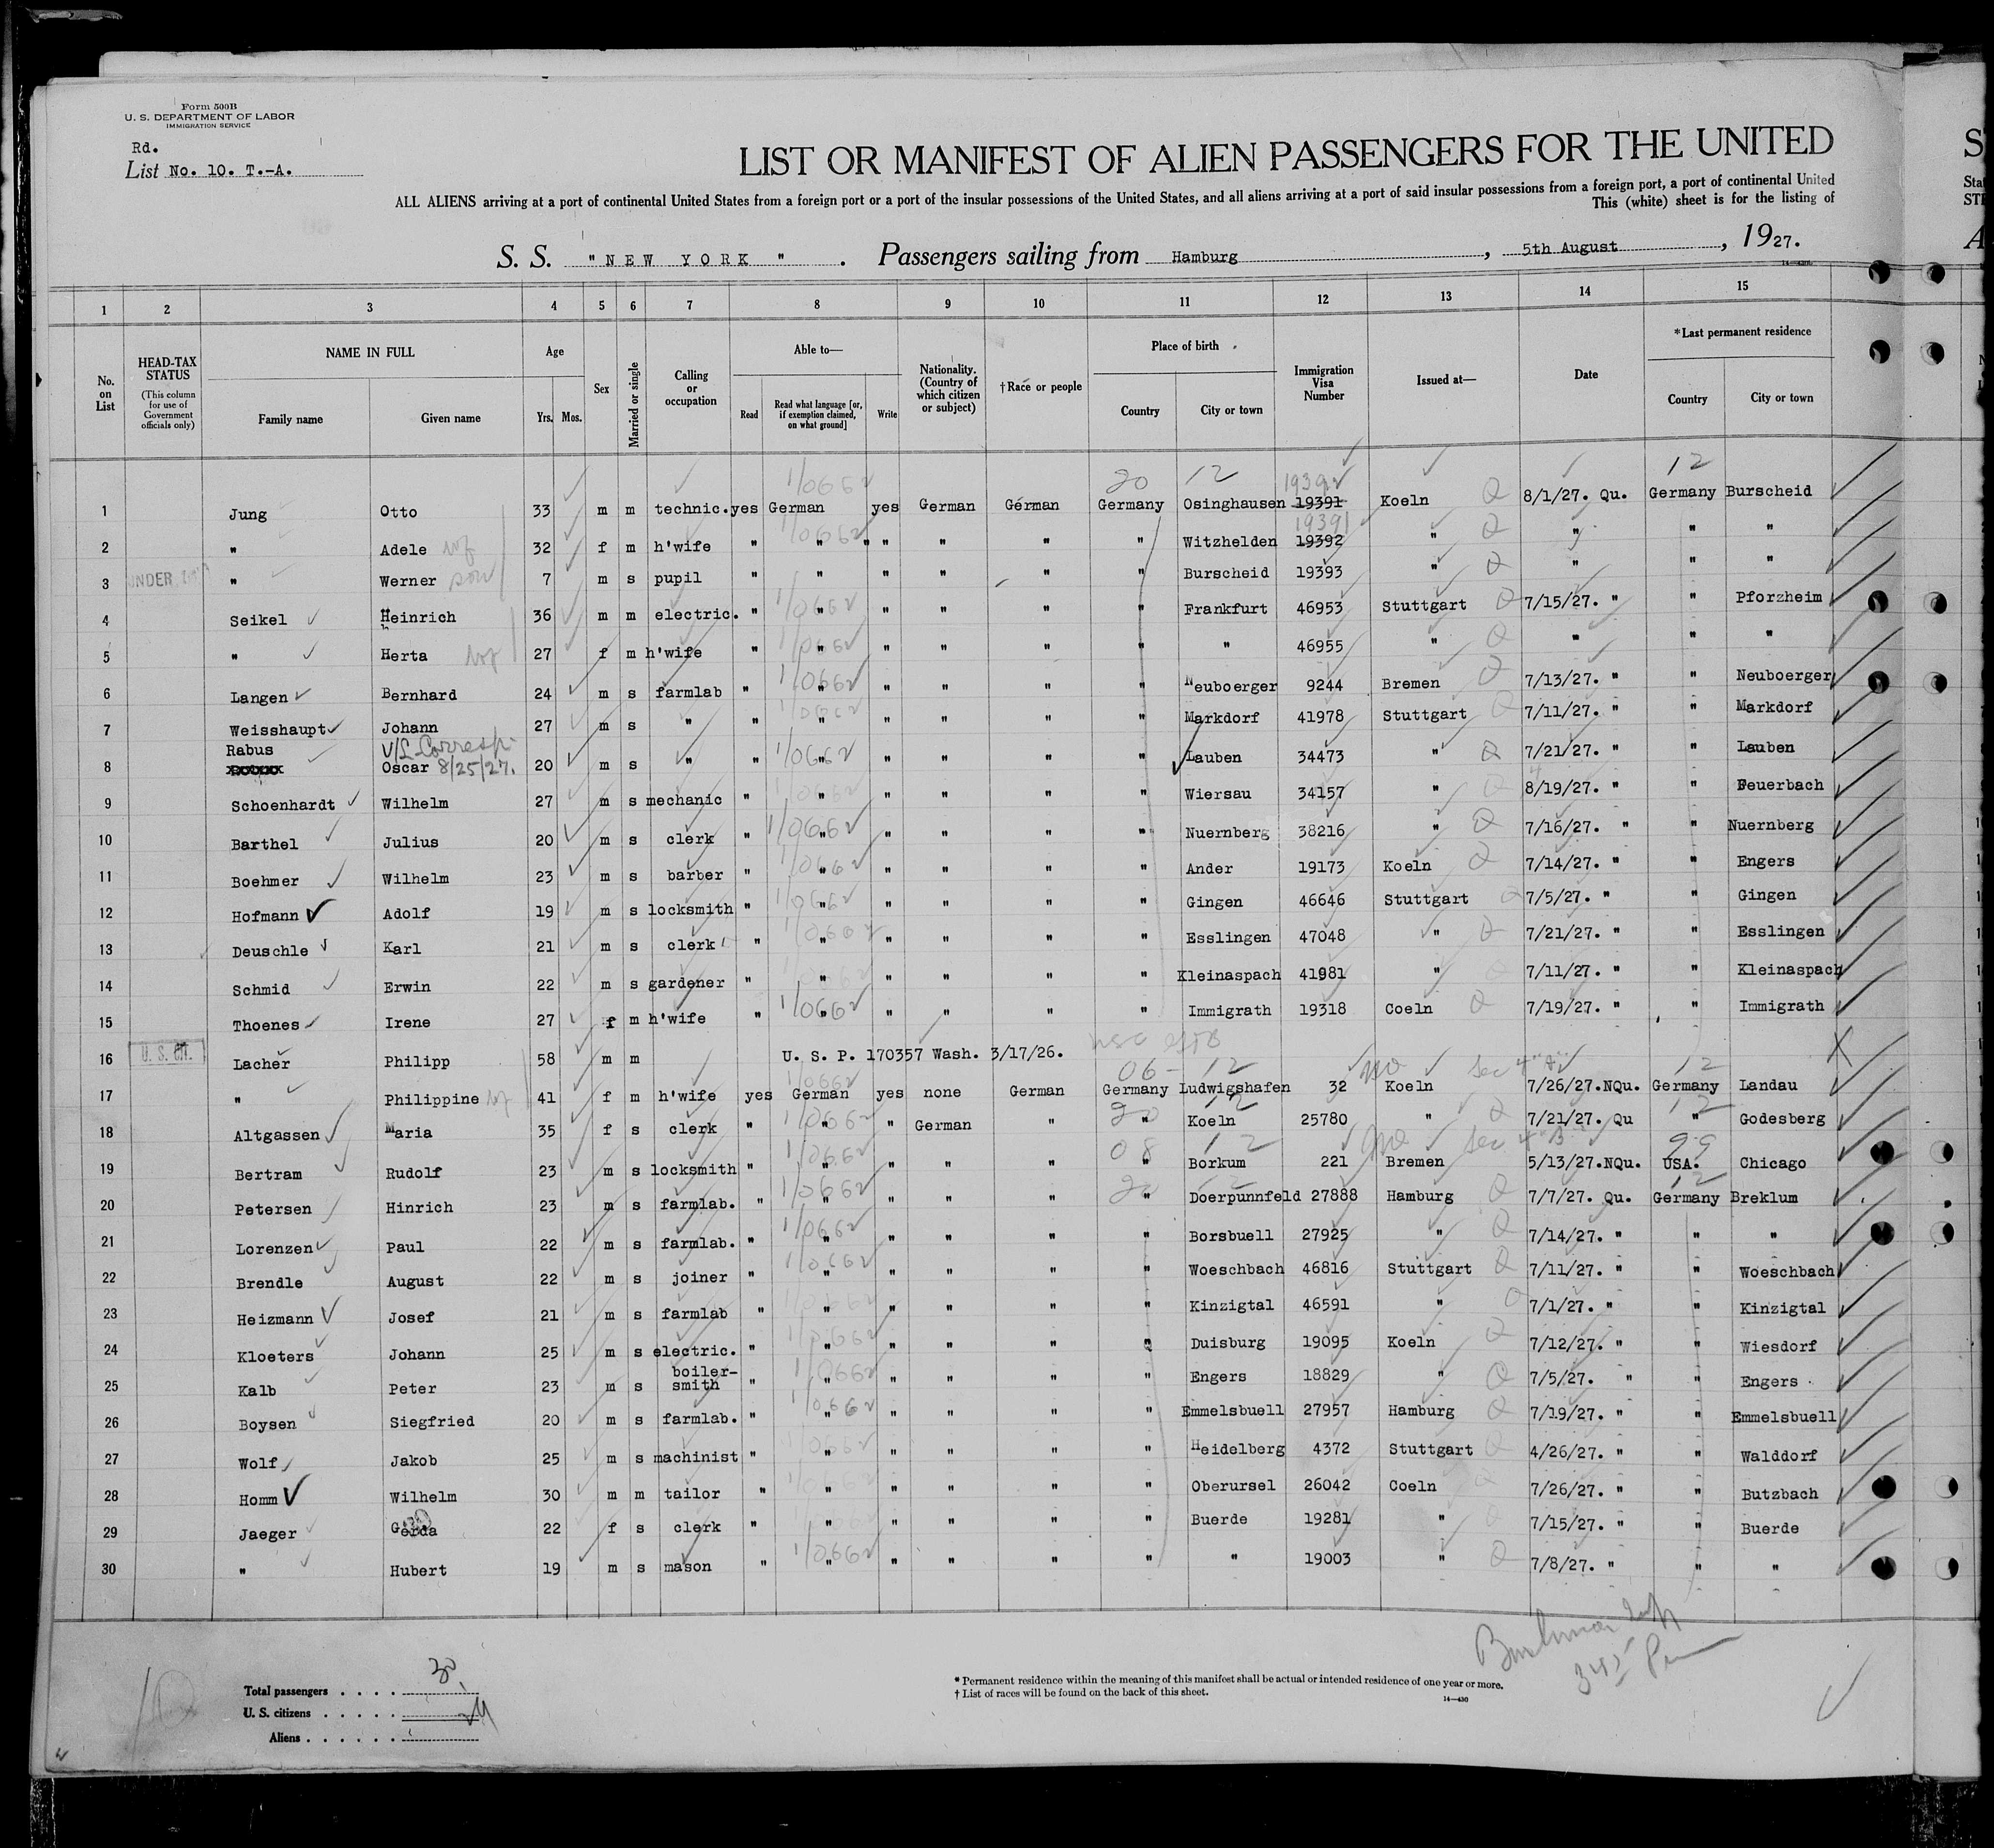 Form 500B
U. S. DEPARTMENT OF LABOR
IMMIGRATION SERVICE
Rd.
List No. 10. T.-A.
LIST OR MANIFEST OF ALIEN PASSENGERS FOR THE UNITED
ALL ALIENS arriving at a port of continental United States from a foreign port or a port of the insular possessions of the United States, and all aliens arriving at a port of said insular possessions from a foreign port, a port of continental United
This (white) sheet is for the listing of
S. S. "NEW YORK" . Passengers sailing from Hamburg , 5th August , 1927.
1 2 3 4 5 6 7 8 9 10 11 12 13 14 15
No. on List
HEAD-TAX STATUS (This column for use of Government officials only)
NAME IN FULL Family name Given name
Age Yrs. Mos.
Sex
Married or single
Calling or occupation
Able to— Read Read what language [or, if exemption claimed, on what ground] Write
Nationality. (Country of which citizen or subject)
†Race or people
Place of birth Country City or town
Immigration Visa Number
Issued at—
Date
*Last permanent residence Country City or town
20 12 19392 12
1 Jung Otto 33 m m technic. yes German yes German German Germany Osinghausen 19391 Koeln 8/1/27. Qu. Germany Burscheid
19391
2 " Adele wf 32 f m h'wife " " " " " " Witzhelden 19392 " " " "
3 UNDER " Werner son 7 m s pupil " " " " " " Burscheid 19393 " " "
4 Seikel Heinrich 36 m m electric. " " " " " " Frankfurt 46953 Stuttgart 7/15/27. " " Pforzheim
5 " Herta wf 27 f m h'wife " " " " " " " 46955 " " " "
6 Langen Bernhard 24 m s farmlab " " " " " " Neuboerger 9244 Bremen 7/13/27. " " Neuboerger
7 Weisshaupt Johann 27 m s " " " " " " " Markdorf 41978 Stuttgart 7/11/27. " " Markdorf
V/L Corresp.
8 Rabus Oscar 8/25/27. 20 m s " " " " " " " Lauben 34473 " 7/21/27. " " Lauben
9 Schoenhardt Wilhelm 27 m s mechanic " " " " " " Wiersau 34157 " 8/19/27. " " Feuerbach
10 Barthel Julius 20 m s clerk " " " " " " Nuernberg 38216 " 7/16/27. " " Nuernberg
11 Boehmer Wilhelm 23 m s barber " " " " " " Ander 19173 Koeln 7/14/27. " " Engers
12 Hofmann Adolf 19 m s locksmith " " " " " " Gingen 46646 Stuttgart 7/5/27. " " Gingen
13 Deuschle Karl 21 m s clerk " " " " " " Esslingen 47048 " 7/21/27. " " Esslingen
14 Schmid Erwin 22 m s gardener " " " " " " Kleinaspach 41981 " 7/11/27. " " Kleinaspach
15 Thoenes Irene 27 f m h'wife " " " " " " Immigrath 19318 Coeln 7/19/27. " " Immigrath
16 U. S. Cit. Lacher Philipp 58 m m U. S. P. 170357 Wash. 3/17/26.
06- 12 12
17 " Philippine wf 41 f m h'wife yes German yes none German Germany Ludwigshafen 32 Koeln 7/26/27.NQu. Germany Landau
20 12 12
18 Altgassen Maria 35 f s clerk " " " German " " Koeln 25780 " 7/21/27. Qu " Godesberg
08 12 99
19 Bertram Rudolf 23 m s locksmith " " " " " " Borkum 221 Bremen 5/13/27.NQu. USA. Chicago
20 12 12
20 Petersen Hinrich 23 m s farmlab. " " " " " " Doerpunnfeld 27888 Hamburg 7/7/27. Qu. Germany Breklum
21 Lorenzen Paul 22 m s farmlab. " " " " " " Borsbuell 27925 " 7/14/27. " " "
22 Brendle August 22 m s joiner " " " " " " Woeschbach 46816 Stuttgart 7/11/27. " " Woeschbach
23 Heizmann Josef 21 m s farmlab " " " " " " Kinzigtal 46591 " 7/1/27. " " Kinzigtal
24 Kloeters Johann 25 m s electric. " " " " " " Duisburg 19095 Koeln 7/12/27. " " Wiesdorf
25 Kalb Peter 23 m s boiler-smith " " " " " " Engers 18829 " 7/5/27. " " Engers
26 Boysen Siegfried 20 m s farmlab. " " " " " " Emmelsbuell 27957 Hamburg 7/19/27. " " Emmelsbuell
27 Wolf Jakob 25 m s machinist " " " " " " Heidelberg 4372 Stuttgart 4/26/27. " " Walddorf
28 Homm Wilhelm 30 m m tailor " " " " " " Oberursel 26042 Coeln 7/26/27. " " Butzbach
29 Jaeger Gerda 22 f s clerk " " " " " " Buerde 19281 " 7/15/27. " " Buerde
30 " Hubert 19 m s mason " " " " " " " 19003 " 7/8/27. " " "
Total passengers . . . . 30
U. S. citizens . . . . .
Aliens . . . . . .
* Permanent residence within the meaning of this manifest shall be actual or intended residence of one year or more.
† List of races will be found on the back of this sheet.
14—430